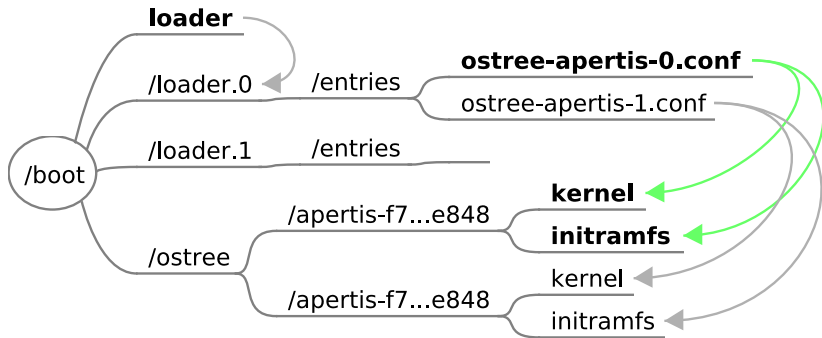 loader
/loader.0
/entries
ostree-apertis-0.conf
ostree-apertis-1.conf
/loader.1
/entries
/boot
/ostree
/apertis-f7...e848
kernel
initramfs
/apertis-f7...e848
kernel
initramfs